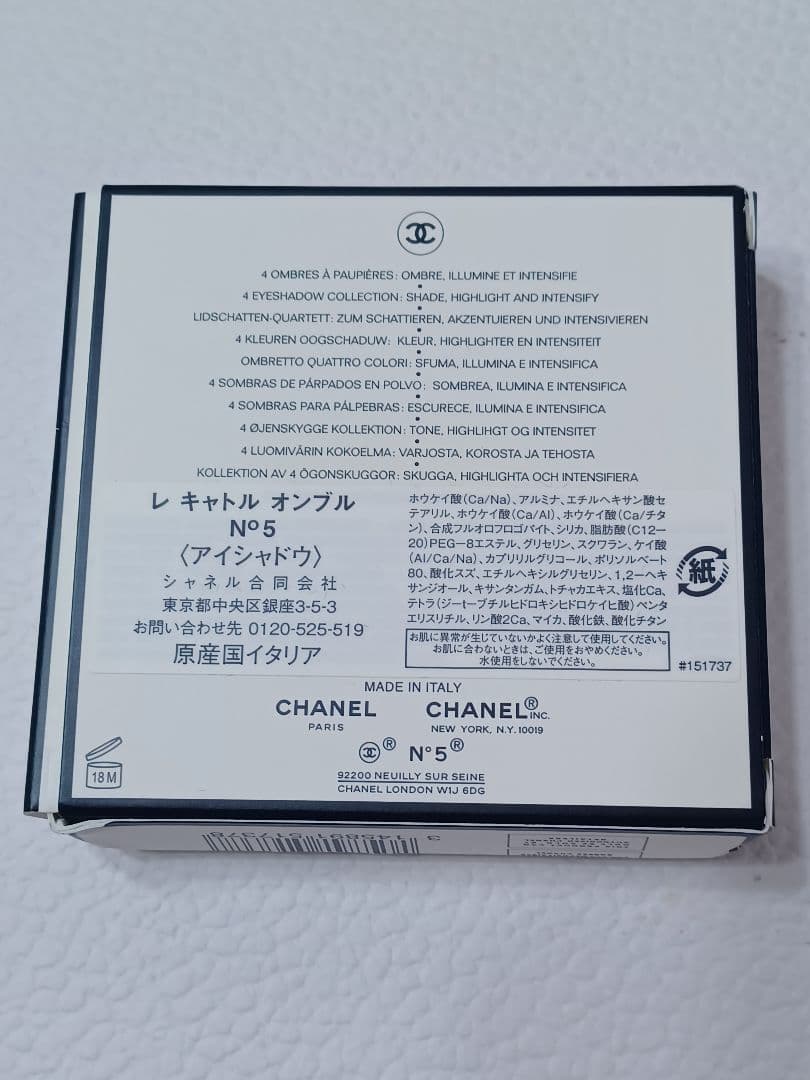 4 OMBRES À PAUPIÈRES : OMBRE, ILLUMINE ET INTENSIFIE
4 EYESHADOW COLLECTION : SHADE, HIGHLIGHT AND INTENSIFY
LIDSCHATTEN-QUARTETT : ZUM SCHATTIEREN, AKZENTUIEREN UND INTENSIVIEREN
4 KLEUREN OOGSCHADUW : KLEUR, HIGHLIGHTER EN INTENSITEIT
OMBRETTO QUATTRO COLORI : SFUMA, ILLUMINA E INTENSIFICA
4 SOMBRAS DE PÁRPADOS EN POLVO : SOMBREA, ILUMINA E INTENSIFICA
4 SOMBRAS PARA PÁLPEBRAS : ESCURECE, ILUMINA E INTENSIFICA
4 ØJENSKYGGE KOLLEKTION : TONE, HIGHLIHGT OG INTENSITET
4 LUOMIVÄRIN KOKOELMA : VARJOSTA, KOROSTA JA TEHOSTA
KOLLEKTION AV 4 ÖGONSKUGGOR : SKUGGA, HIGHLIGHTA OCH INTENSIFIERA
レ キャトル オンブル
Nº5
〈アイシャドウ〉
シャネル合同会社
東京都中央区銀座3-5-3
お問い合わせ先 0120-525-519
原産国イタリア
ホウケイ酸(Ca/Na)、アルミナ、エチルヘキサン酸セ
テアリル、ホウケイ酸(Ca/Al)、ホウケイ酸(Ca/チタ
ン)、合成フルオロフロゴパイト、シリカ、脂肪酸(C12-
20)PEG-8エステル、グリセリン、スクワラン、ケイ酸
(Al/Ca/Na)、カプリリルグリコール、ポリソルベート
80、酸化スズ、エチルヘキシルグリセリン、1,2-ヘキ
サンジオール、キサンタンガム、トチャカエキス、塩化Ca、
テトラ(ジ-t-ブチルヒドロキシヒドロケイヒ酸)ペンタ
エリスリチル、リン酸2Ca、マイカ、酸化鉄、酸化チタン
お肌に異常が生じていないかよく注意して使用してください。
お肌に合わないときは、ご使用をおやめください。
水使用をしないでください。
紙
#151737
MADE IN ITALY
CHANEL
PARIS
CHANEL® INC.
NEW YORK, N.Y. 10019
® N°5®
92200 NEUILLY SUR SEINE
CHANEL LONDON W1J 6DG
18 M
3 145891 517378